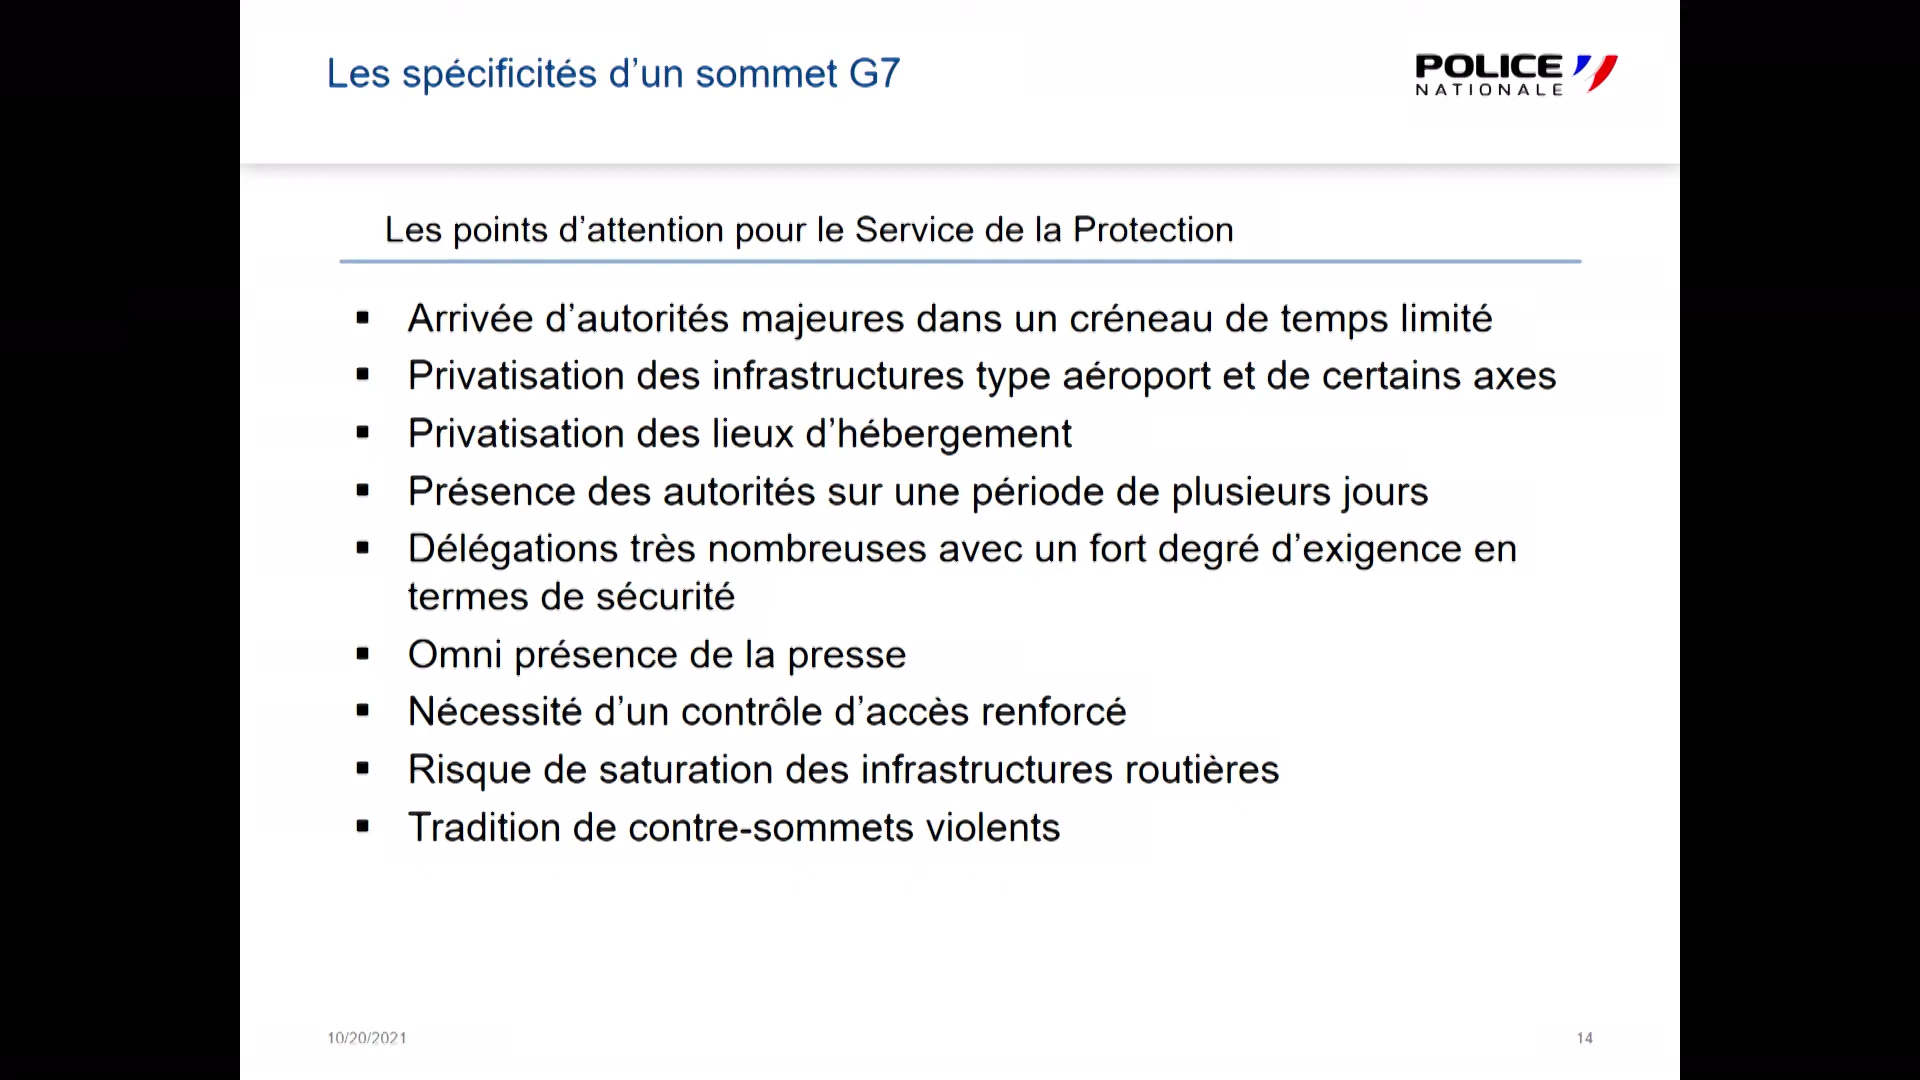 Les spécificités d’un sommet G7
POLICE
NATIONALE
Les points d’attention pour le Service de la Protection
▪ Arrivée d’autorités majeures dans un créneau de temps limité
▪ Privatisation des infrastructures type aéroport et de certains axes
▪ Privatisation des lieux d’hébergement
▪ Présence des autorités sur une période de plusieurs jours
▪ Délégations très nombreuses avec un fort degré d’exigence en
termes de sécurité
▪ Omni présence de la presse
▪ Nécessité d’un contrôle d’accès renforcé
▪ Risque de saturation des infrastructures routières
▪ Tradition de contre-sommets violents
10/20/2021
14